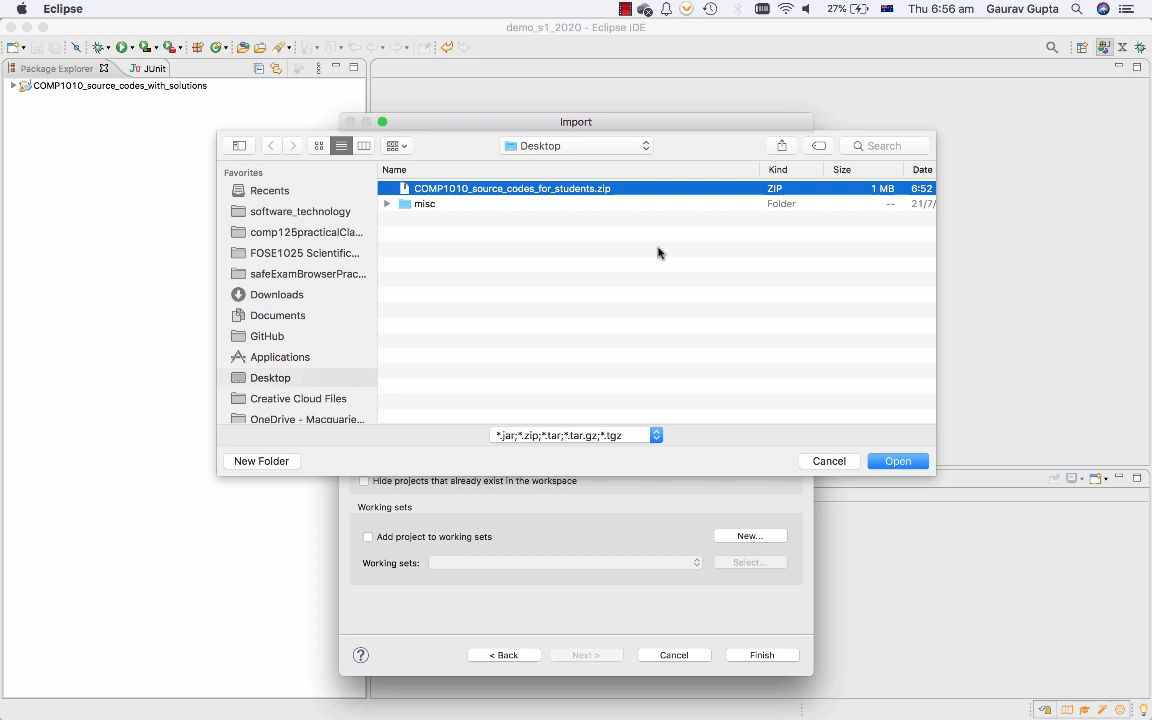 Eclipse
27%
Thu 6:56 am
Gaurav Gupta
demo_s1_2020 - Eclipse IDE
Package Explorer
JUnit
COMP1010_source_codes_with_solutions
Import
Desktop
Search
Favorites
Name
Kind
Size
Date
Recents
COMP1010_source_codes_for_students.zip
ZIP
1 MB
6:52
misc
Folder
--
21/7/
software_technology
comp125practicalCla...
FOSE1025 Scientific...
safeExamBrowserPrac...
Downloads
Documents
GitHub
Applications
Desktop
Creative Cloud Files
OneDrive - Macquarie...
*.jar;*.zip;*.tar;*.tar.gz;*.tgz
New Folder
Cancel
Open
Hide projects that already exist in the workspace
Working sets
Add project to working sets
New...
Working sets:
Select...
?
< Back
Next >
Cancel
Finish